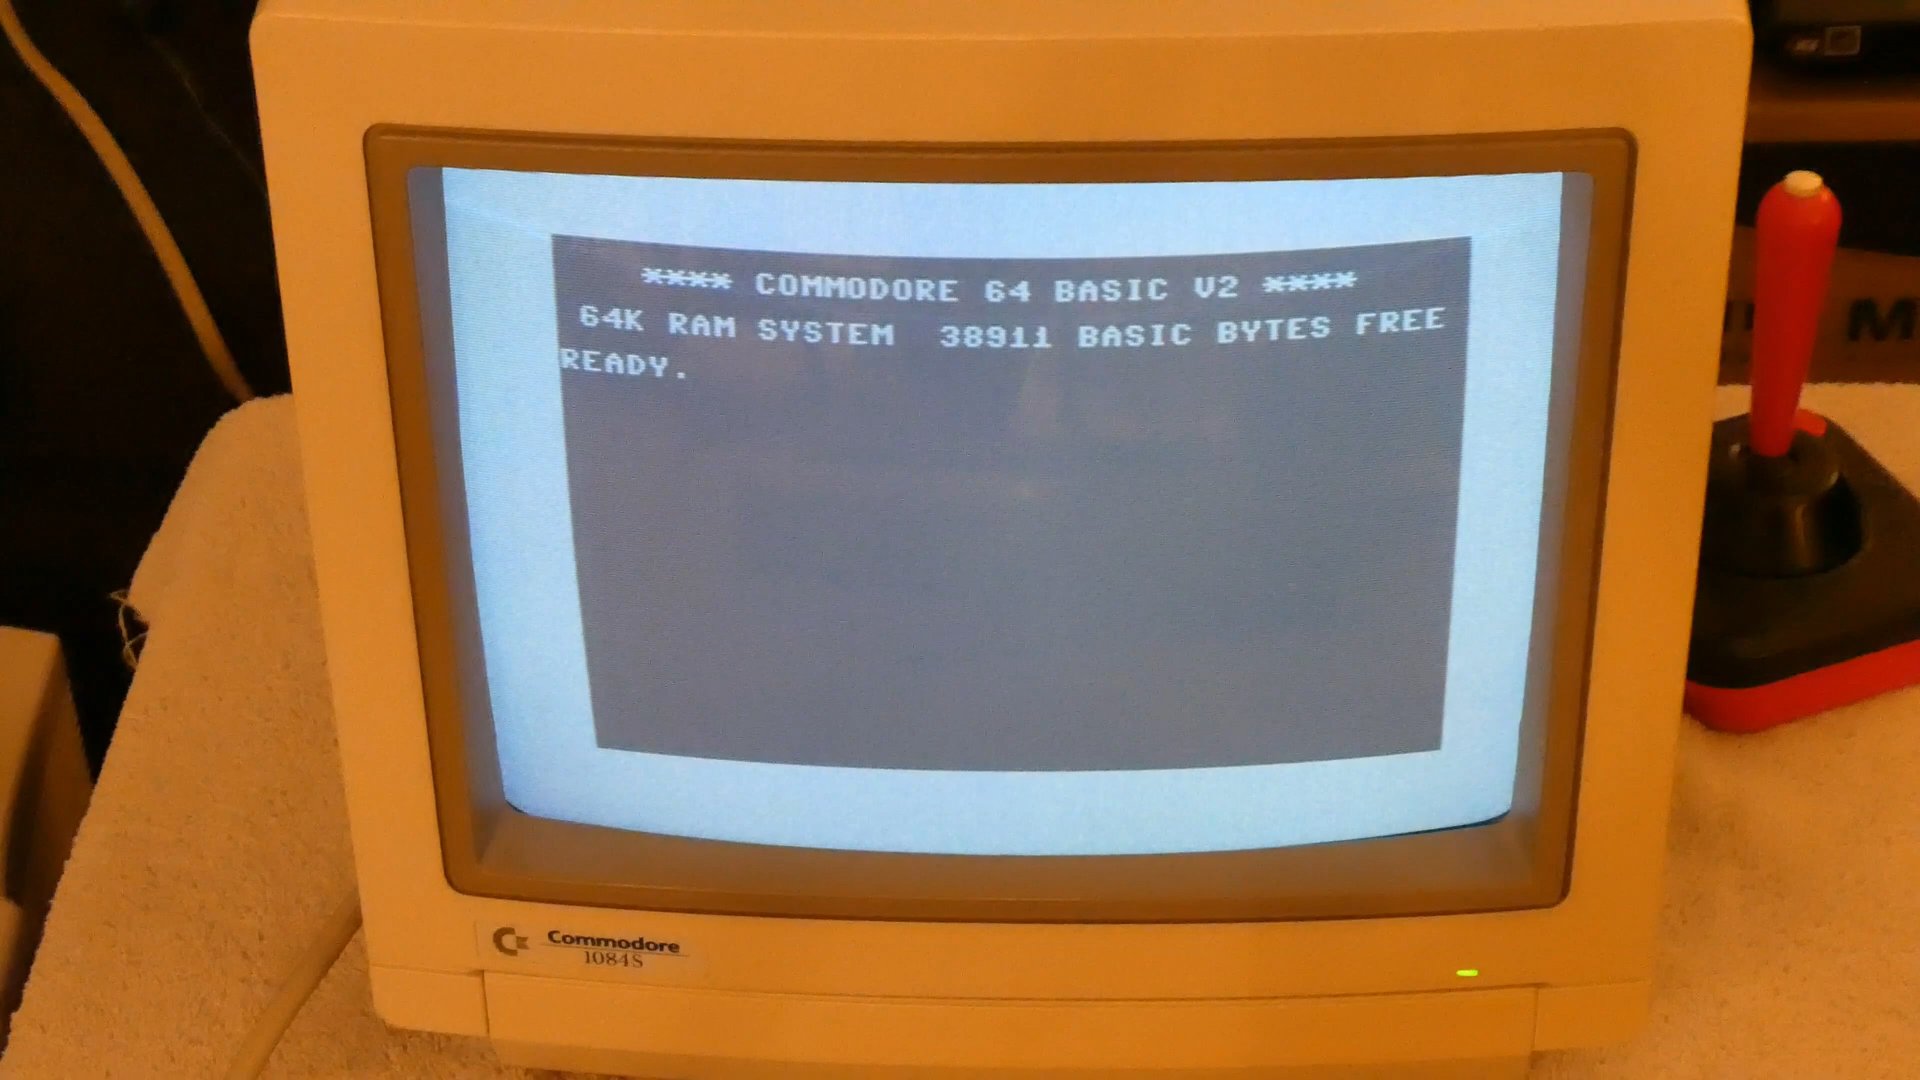 **** COMMODORE 64 BASIC V2 ****
64K RAM SYSTEM  38911 BASIC BYTES FREE
READY.
Commodore
1084S